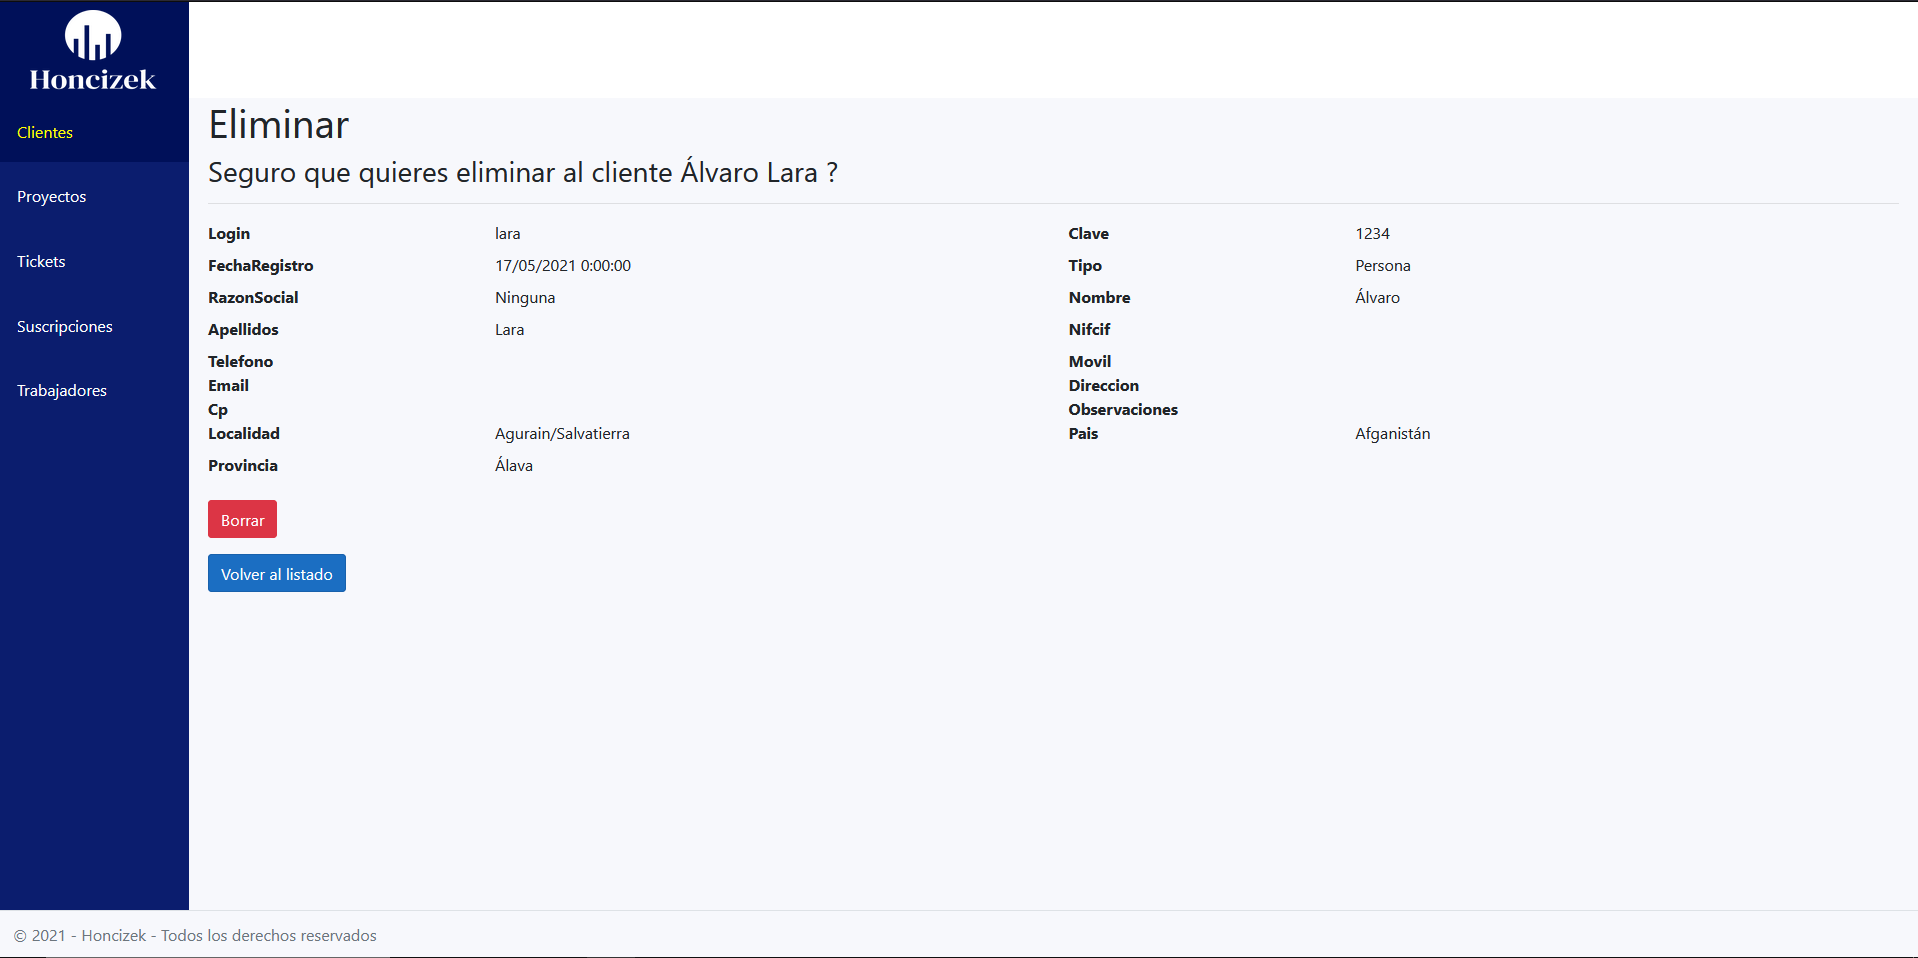 Honcizek
Clientes
Proyectos
Tickets
Suscripciones
Trabajadores
Eliminar
Seguro que quieres eliminar al cliente Álvaro Lara ?
Login lara Clave 1234
FechaRegistro 17/05/2021 0:00:00 Tipo Persona
RazonSocial Ninguna Nombre Álvaro
Apellidos Lara Nifcif
Telefono Movil
Email Direccion
Cp Observaciones
Localidad Agurain/Salvatierra Pais Afganistán
Provincia Álava
Borrar
Volver al listado
© 2021 - Honcizek - Todos los derechos reservados